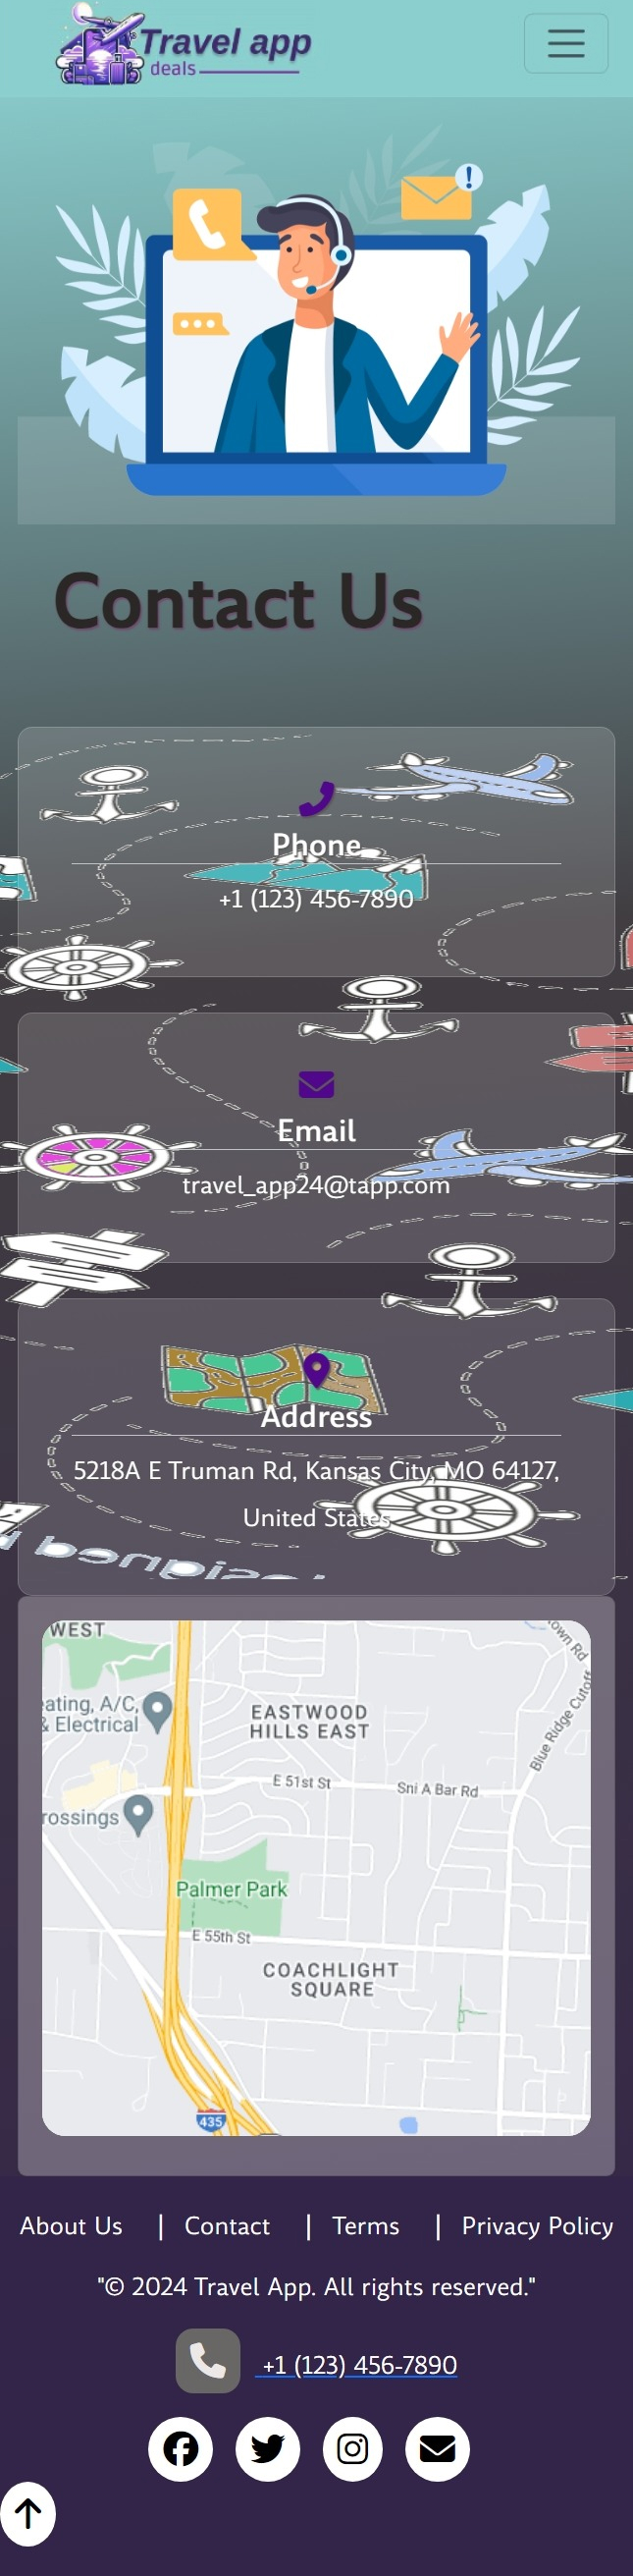 Travel app
deals
Contact Us
Phone
+1 (123) 456-7890
Email
travel_app24@tapp.com
Address
5218A E Truman Rd, Kansas City, MO 64127,
United States
WEST
eating, A/C,
& Electrical
EASTWOOD
HILLS EAST
own Rd
Blue Ridge Cutoff
E 51st St
Sni A Bar Rd
rossings
Palmer Park
E 55th St
COACHLIGHT
SQUARE
435
About Us | Contact | Terms | Privacy Policy
"© 2024 Travel App. All rights reserved."
+1 (123) 456-7890